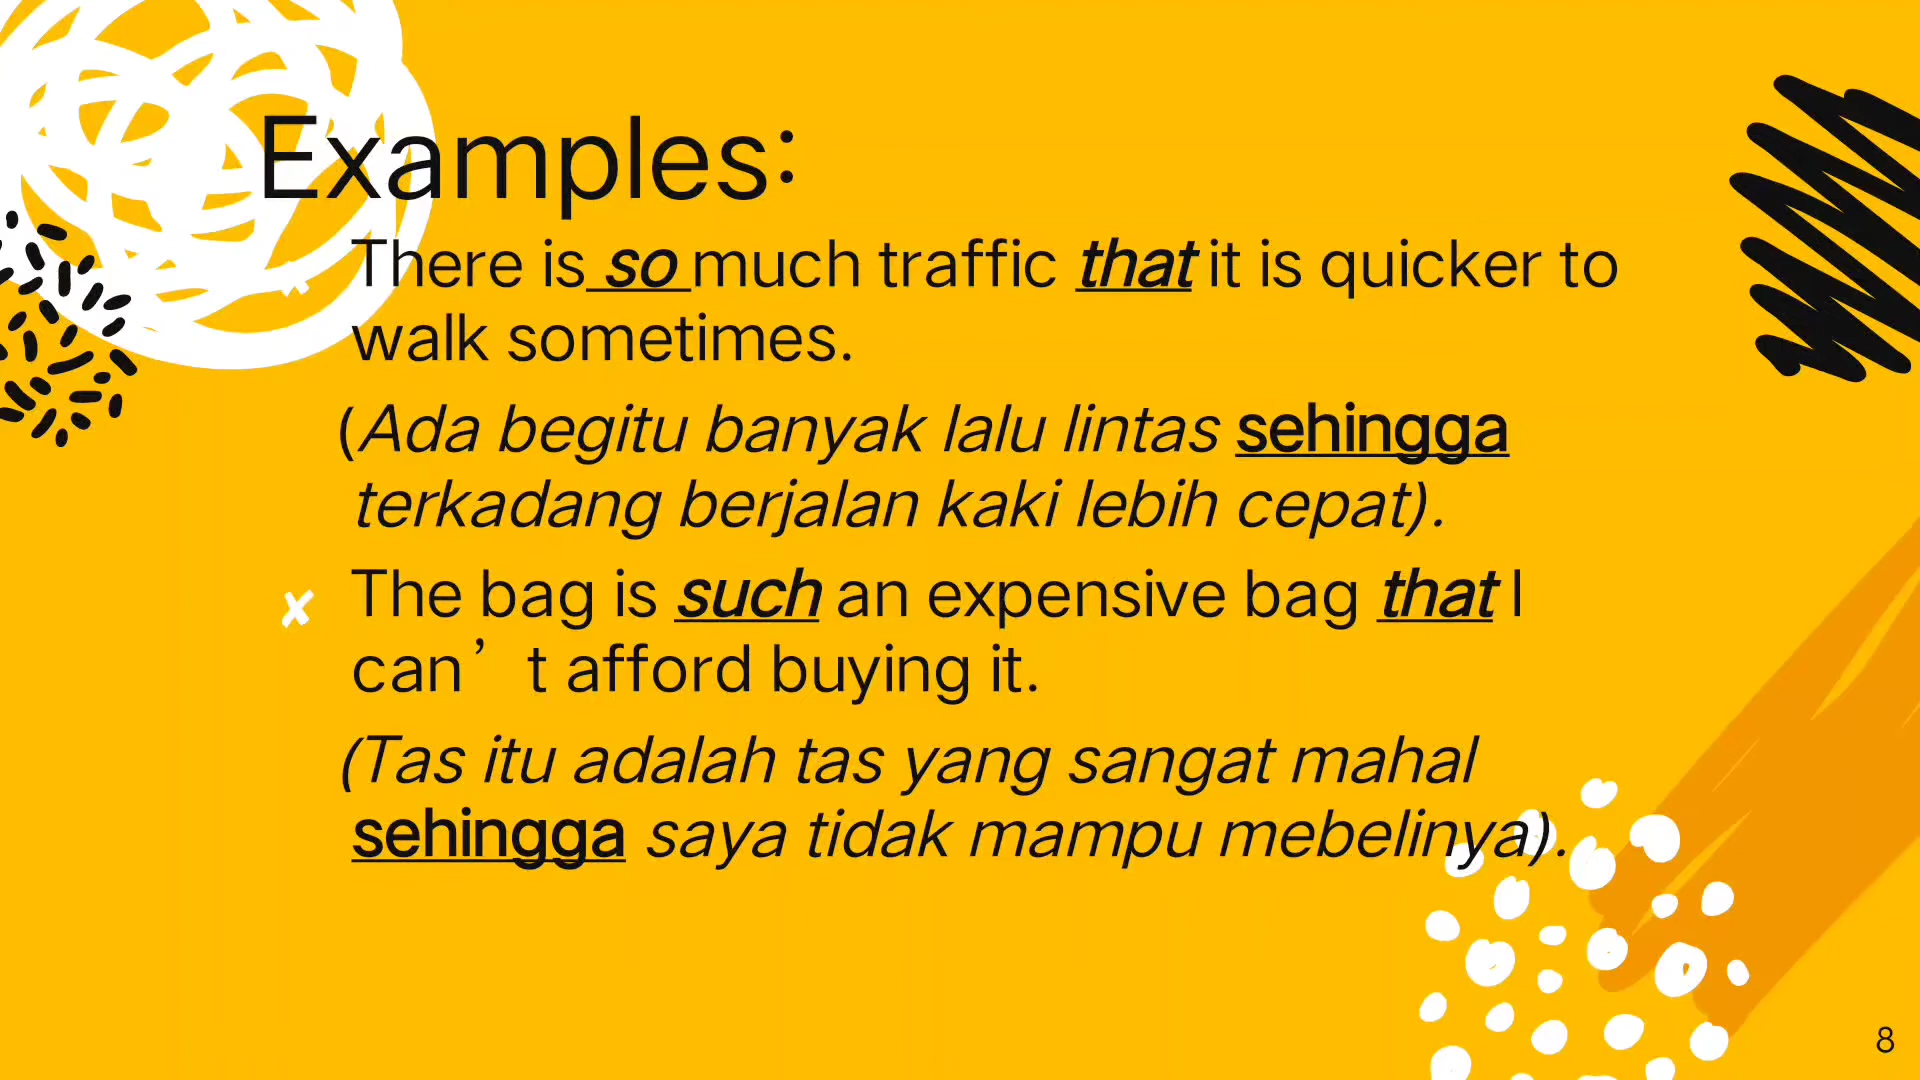 Examples:
There is so much traffic that it is quicker to
walk sometimes.
(Ada begitu banyak lalu lintas sehingga
terkadang berjalan kaki lebih cepat).
✘ The bag is such an expensive bag that I
can’t afford buying it.
(Tas itu adalah tas yang sangat mahal
sehingga saya tidak mampu mebelinya).
8